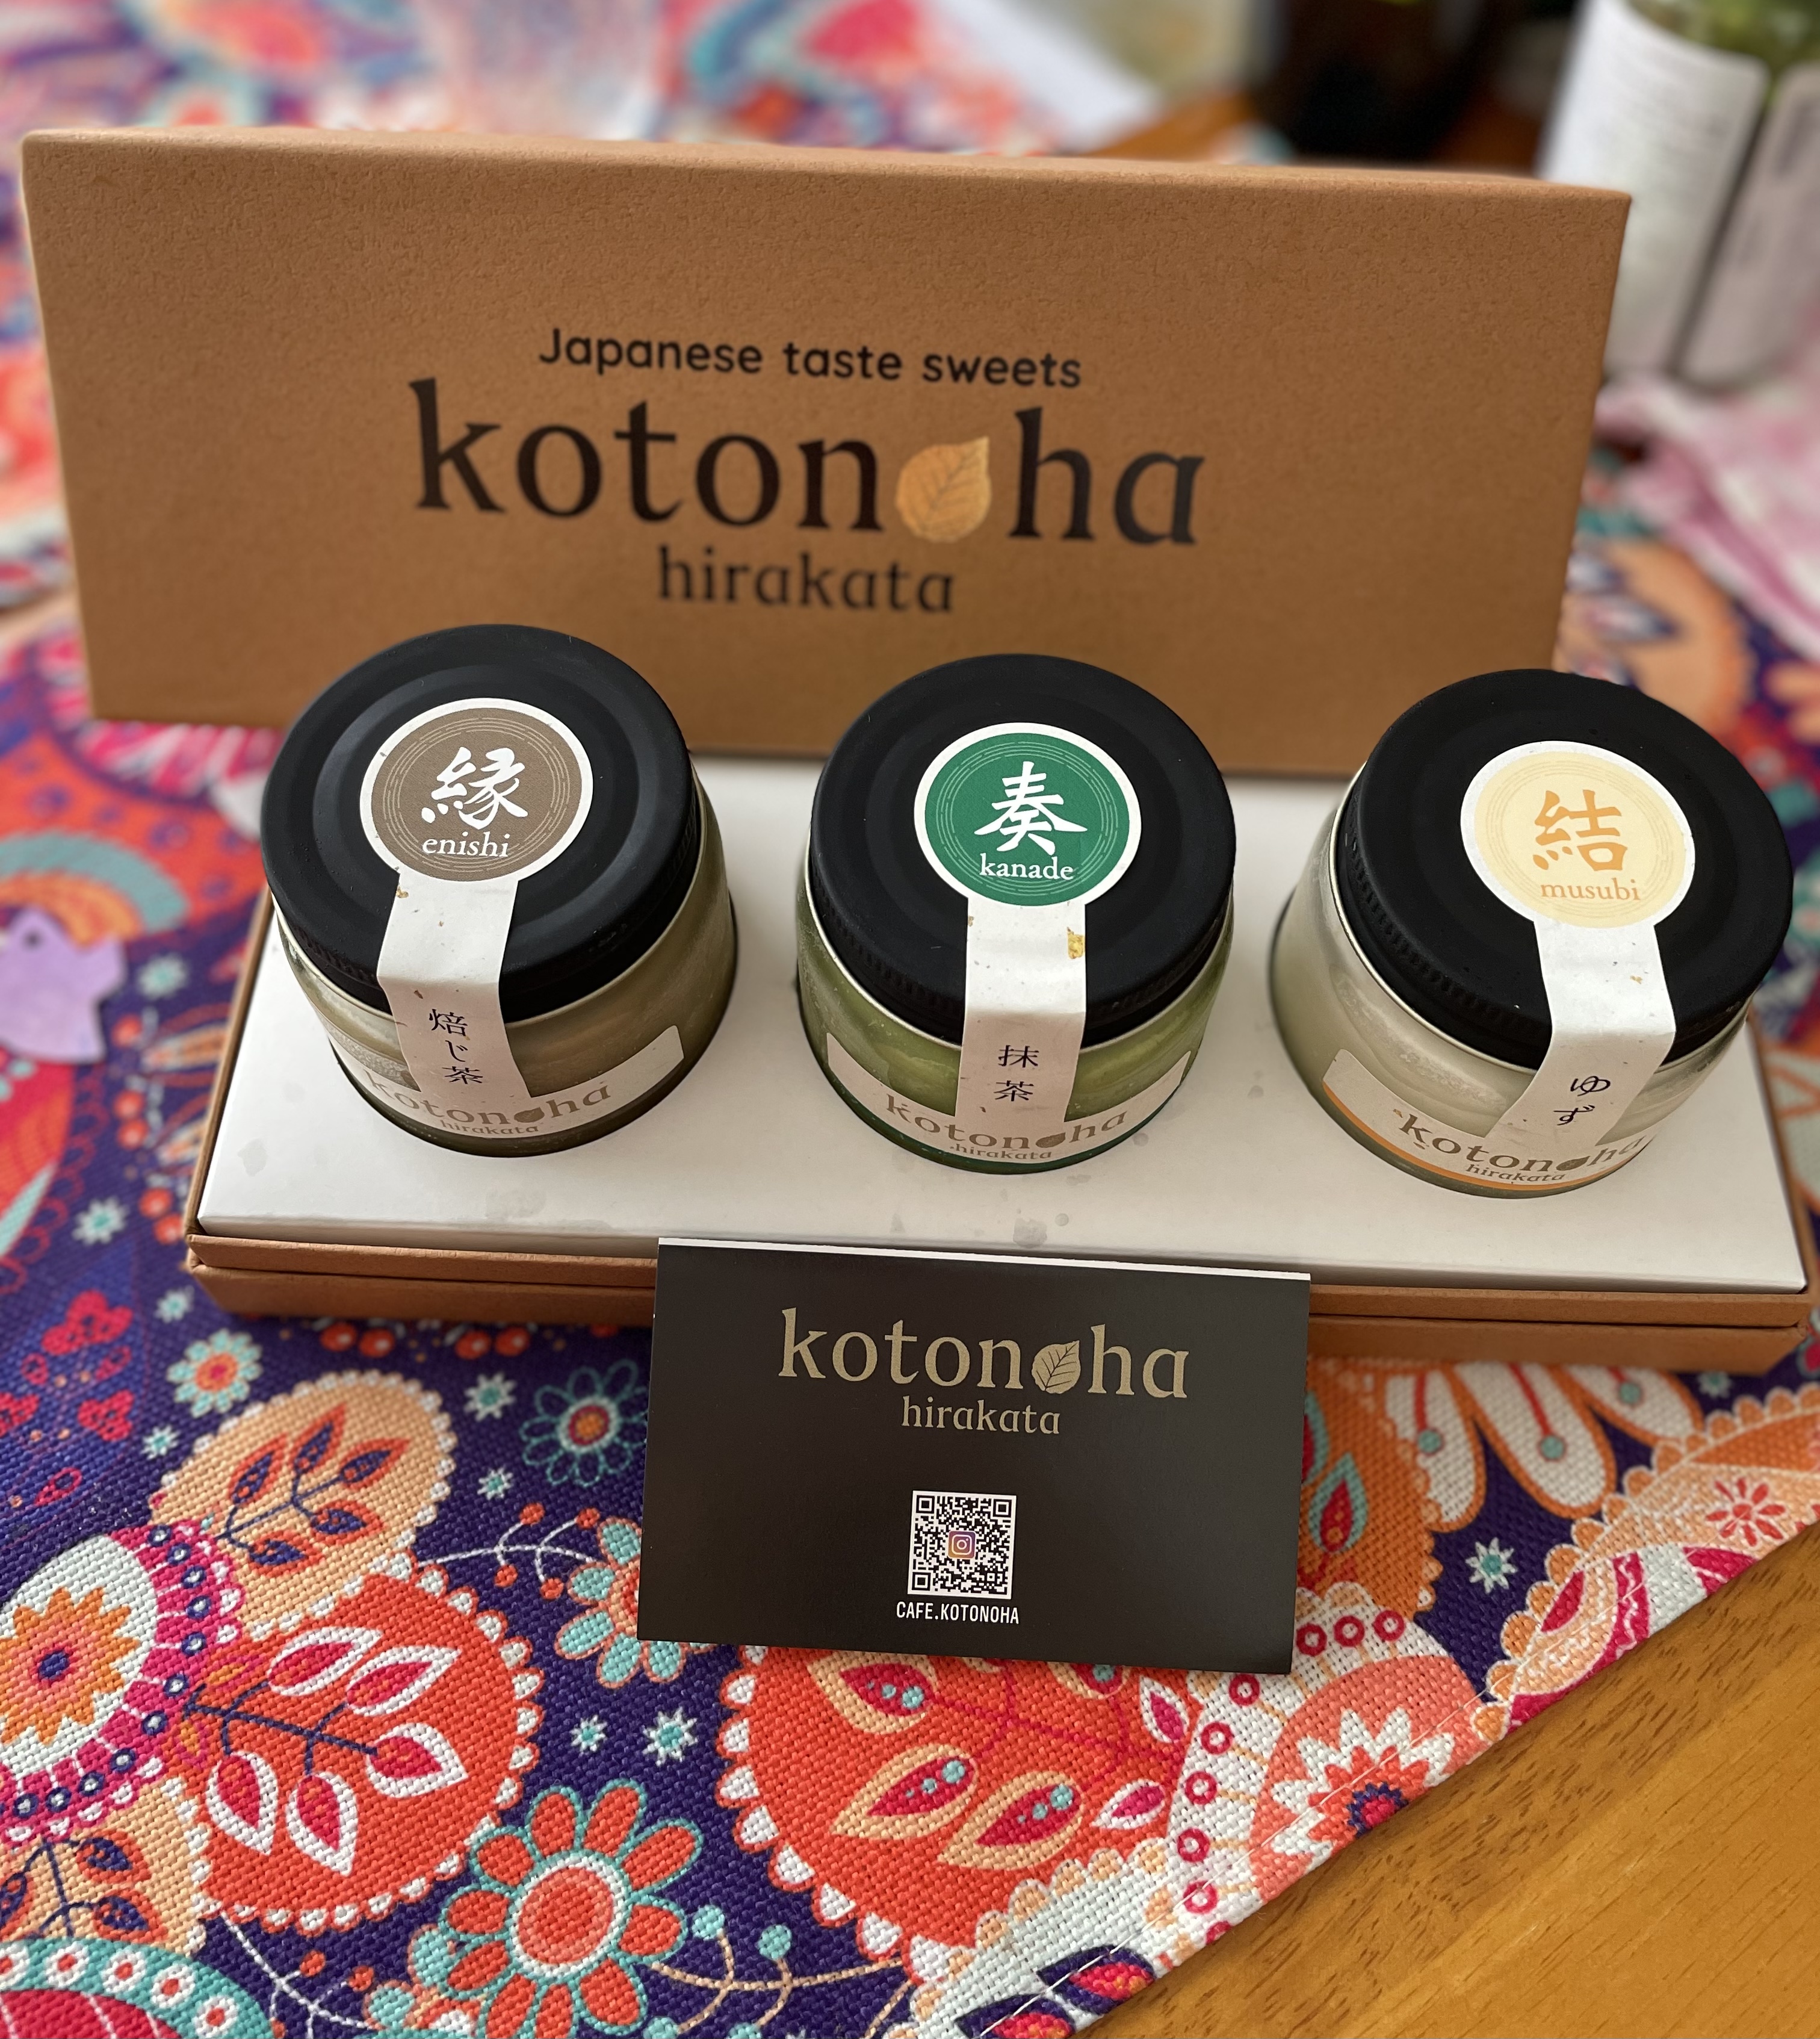 Japanese taste sweets
kotonoha
hirakata
縁
enishi
焙じ茶
kotonoha
hirakata
奏
kanade
抹茶
kotonoha
hirakata
結
musubi
ゆず
kotonoha
hirakata
kotonoha
hirakata
CAFE.KOTONOHA